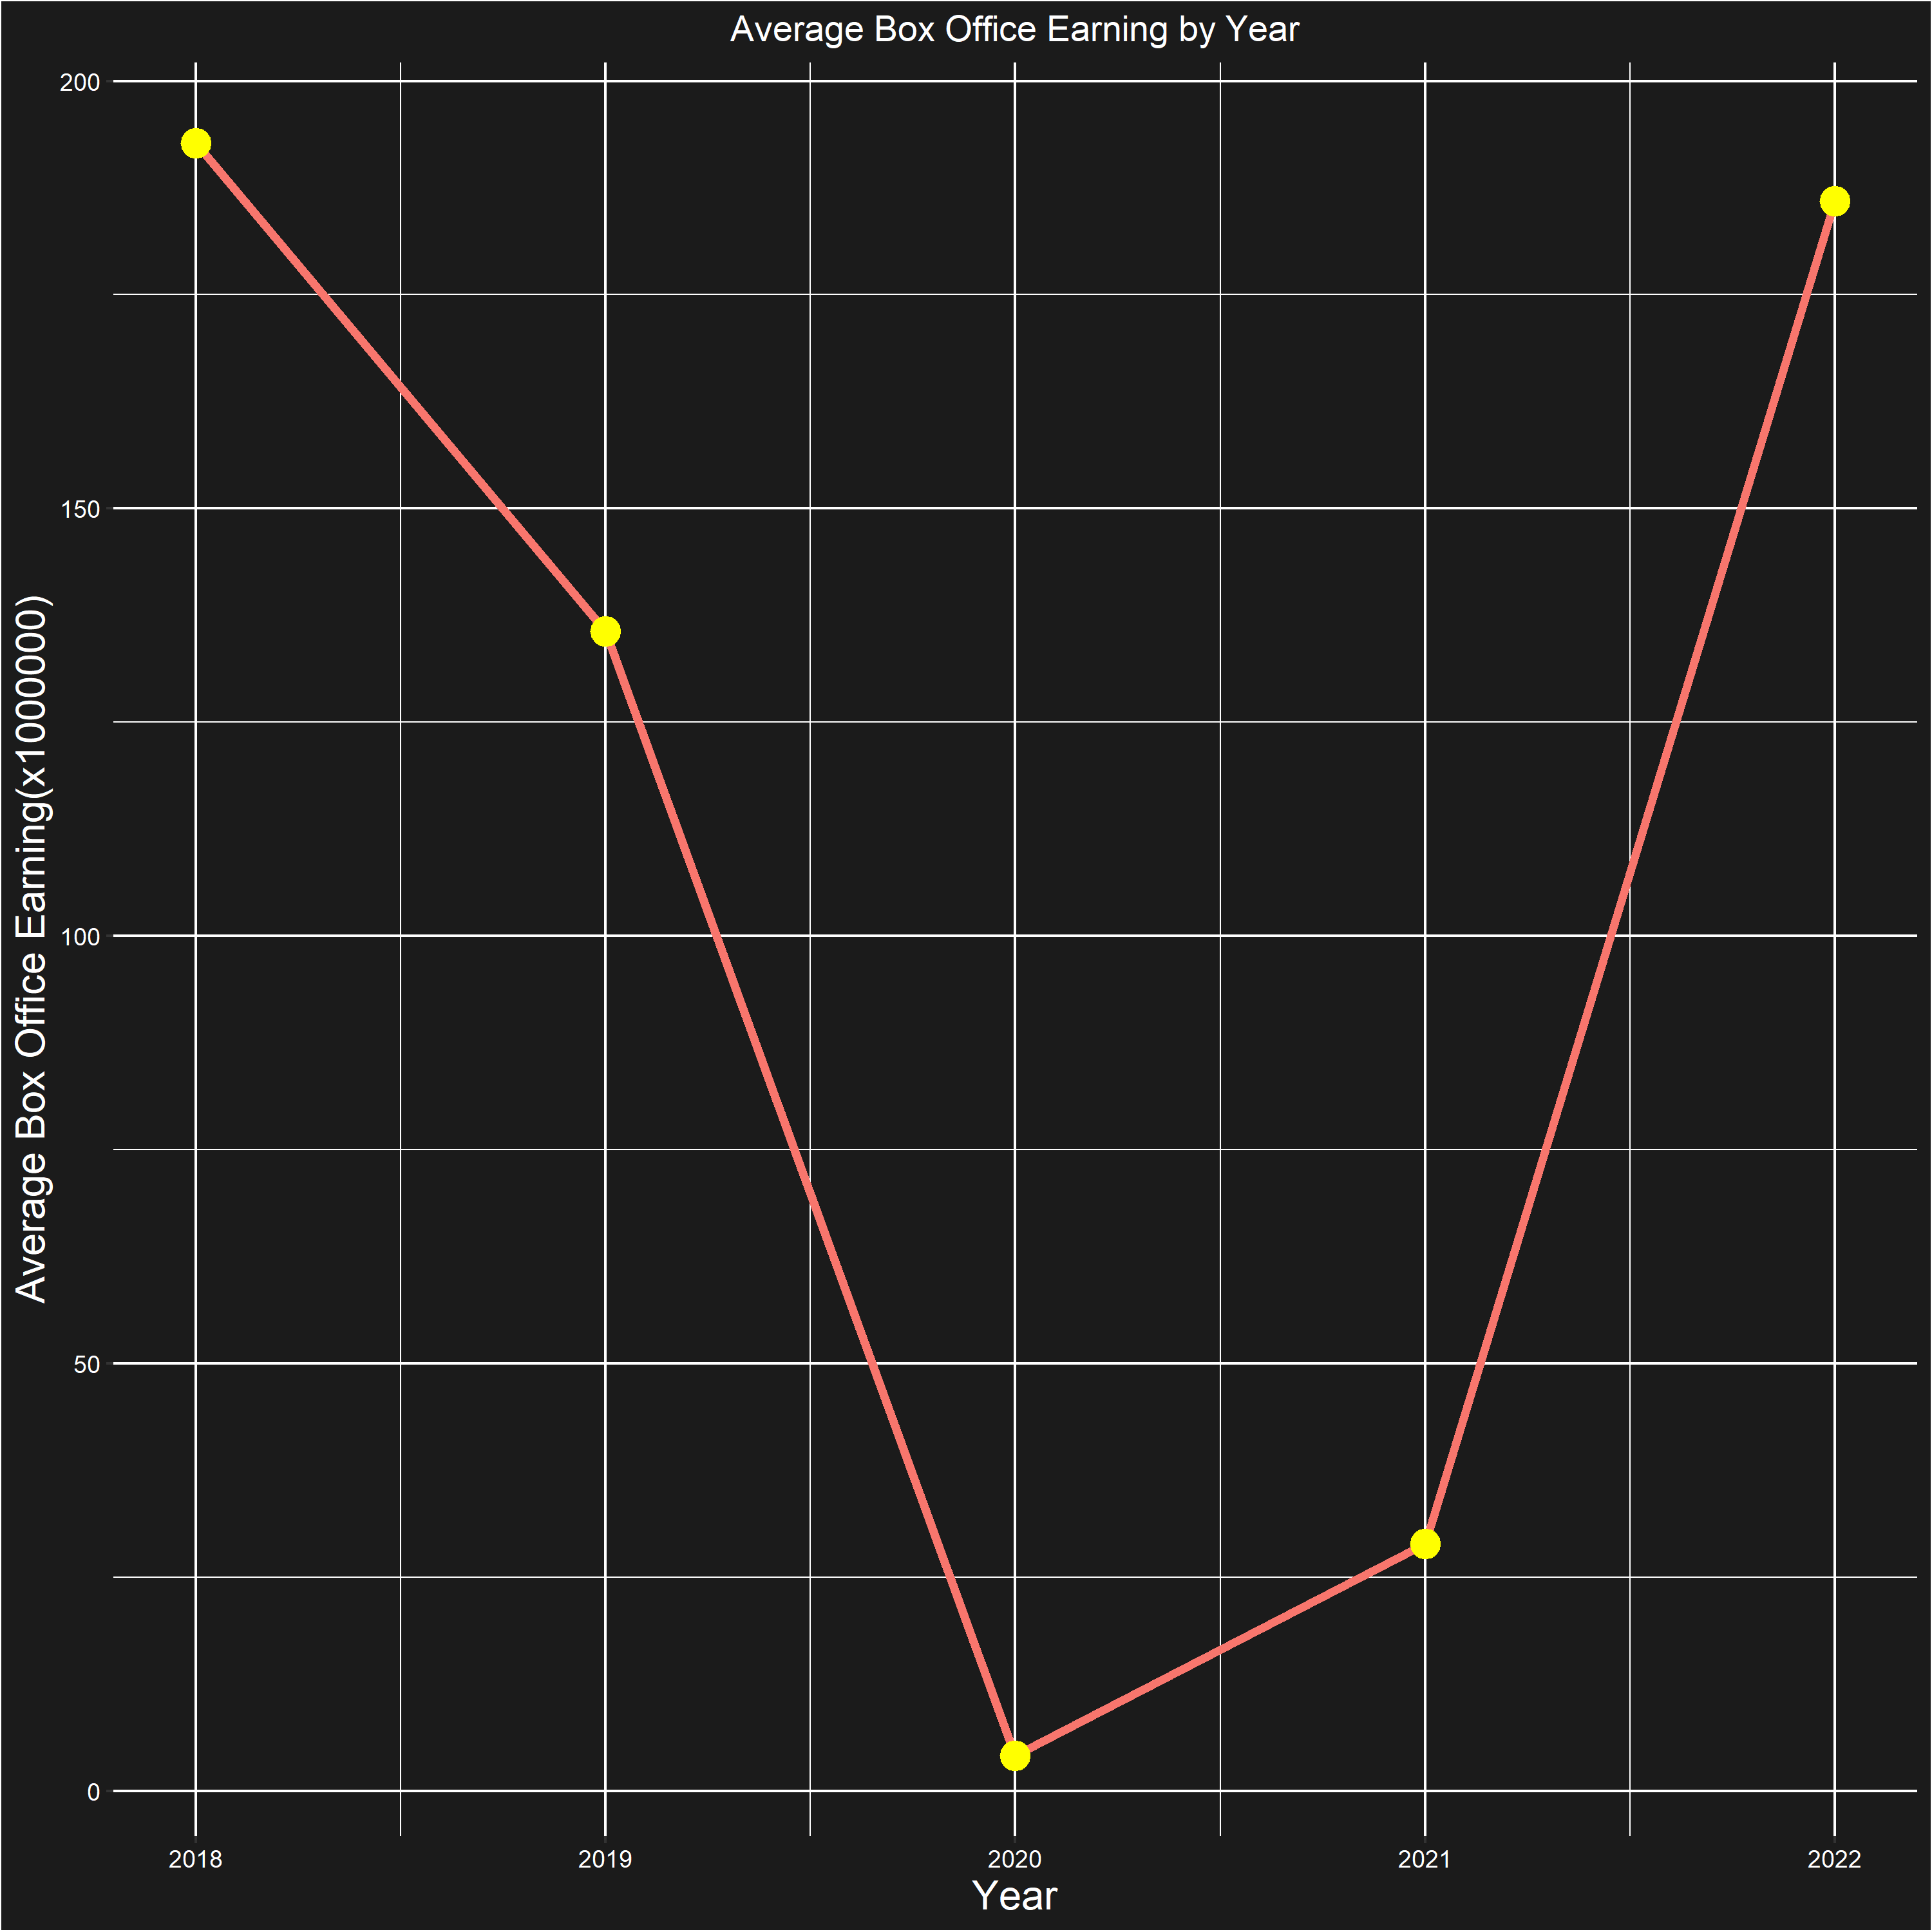 Average Box Office Earning by Year
Average Box Office Earning(x1000000)
200
150
100
50
0
2018 2019 2020 2021 2022
Year